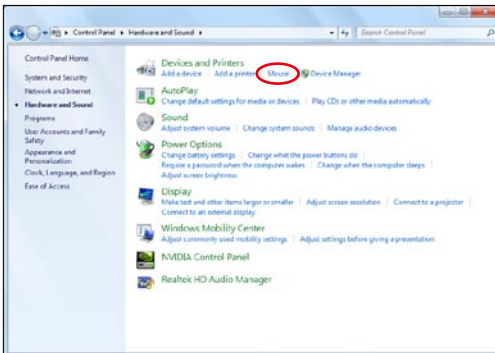 Control Panel
Hardware and Sound
Search Control Panel
Control Panel Home
System and Security
Network and Internet
Hardware and Sound
Programs
User Accounts and Family
Safety
Appearance and
Personalization
Clock, Language, and Region
Ease of Access
Devices and Printers
Add a device Add a printer Mouse Device Manager
AutoPlay
Change default settings for media or devices Play CDs or other media automatically
Sound
Adjust system volume Change system sounds Manage audio devices
Power Options
Change battery settings Change what the power buttons do
Require a password when the computer wakes Change when the computer sleeps
Adjust screen brightness
Display
Make text and other items larger or smaller Adjust screen resolution Connect to a projector
Connect to an external display
Windows Mobility Center
Adjust commonly used mobility settings Adjust settings before giving a presentation
NVIDIA Control Panel
Realtek HD Audio Manager